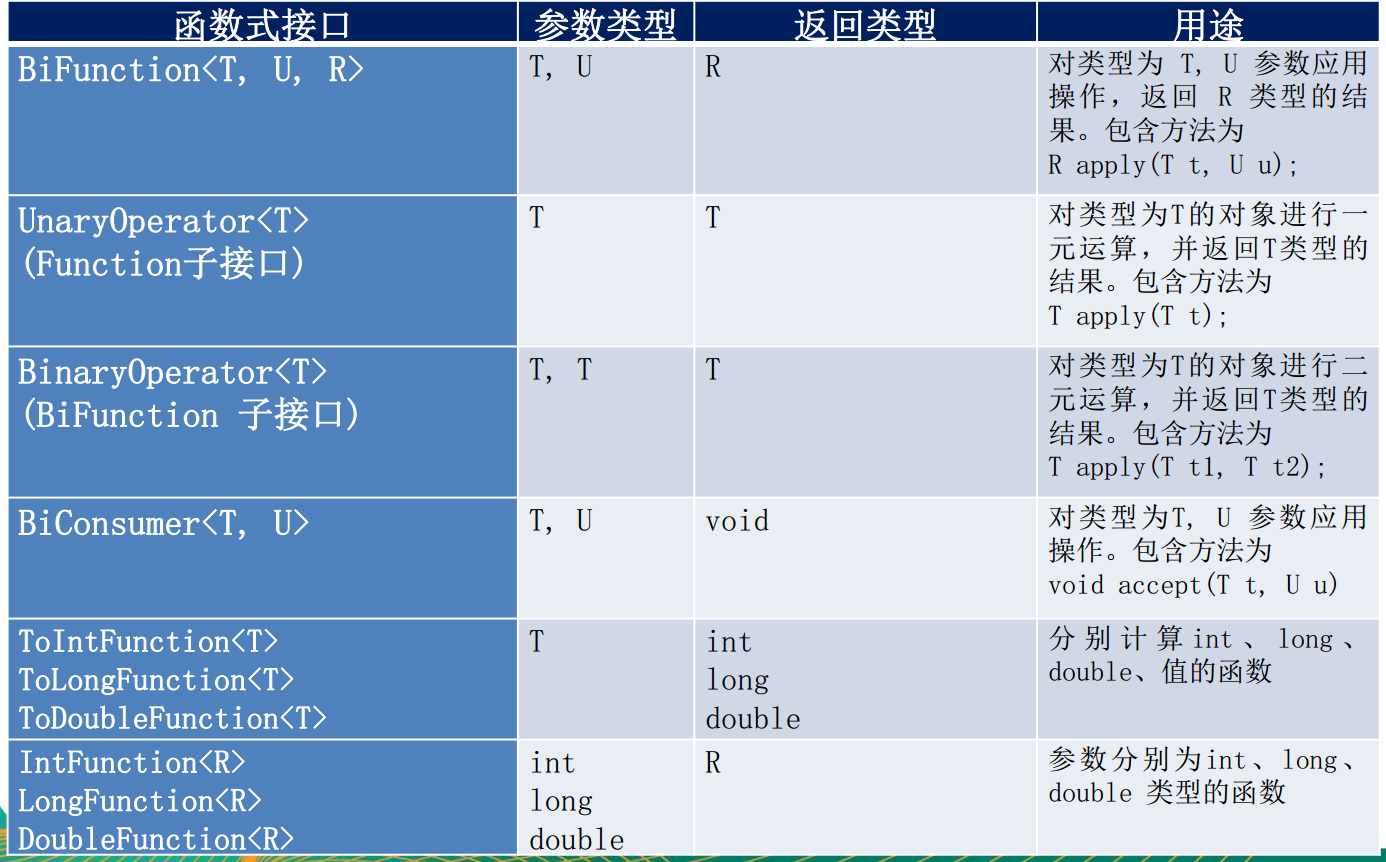 函数式接口 参数类型 返回类型 用途
BiFunction<T, U, R> T, U R 对类型为 T, U 参数应用
操作，返回 R 类型的结
果。包含方法为
R apply(T t, U u);
UnaryOperator<T> T T 对类型为T的对象进行一
(Function子接口) 元运算，并返回T类型的
结果。包含方法为
T apply(T t);
BinaryOperator<T> T, T T 对类型为T的对象进行二
(BiFunction 子接口) 元运算，并返回T类型的
结果。包含方法为
T apply(T t1, T t2);
BiConsumer<T, U> T, U void 对类型为T, U 参数应用
操作。包含方法为
void accept(T t, U u)
ToIntFunction<T> T int 分别计算int、long、
ToLongFunction<T> long double、值的函数
ToDoubleFunction<T> double
IntFunction<R> int R 参数分别为int、long、
LongFunction<R> long double 类型的函数
DoubleFunction<R> double